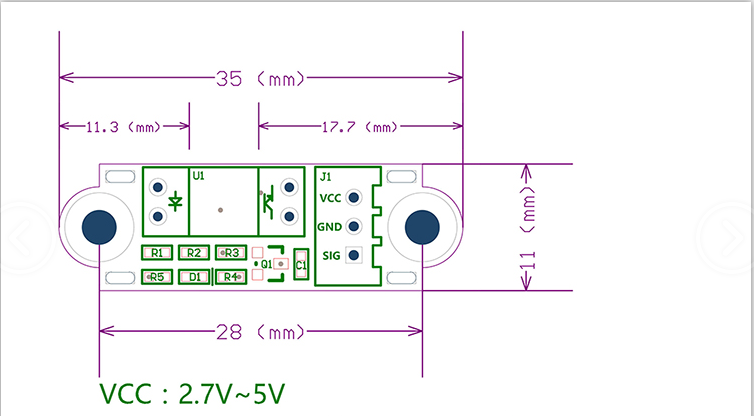 35 (mm)
11.3 (mm)
17.7 (mm)
U1
J1
VCC
GND
SIG
R1
R2
R3
Q1
C1
R5
D1
R4
11 (mm)
28 (mm)
VCC : 2.7V~5V